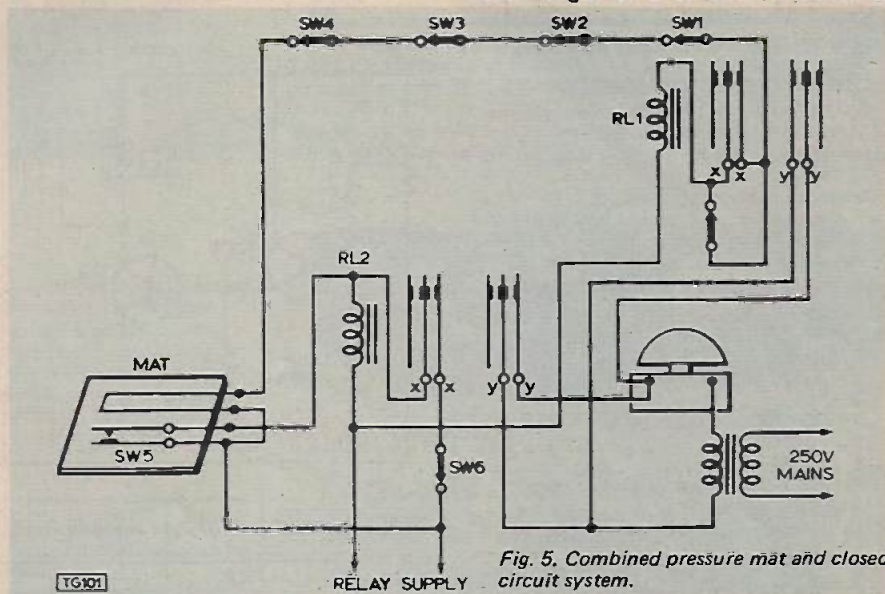 SW4
SW3
SW2
SW1
RL1
x
x
y
y
RL2
MAT
x
x
y
y
SW5
SW6
250V
MAINS
Fig. 5. Combined pressure mat and closed
circuit system.
TG101
RELAY SUPPLY